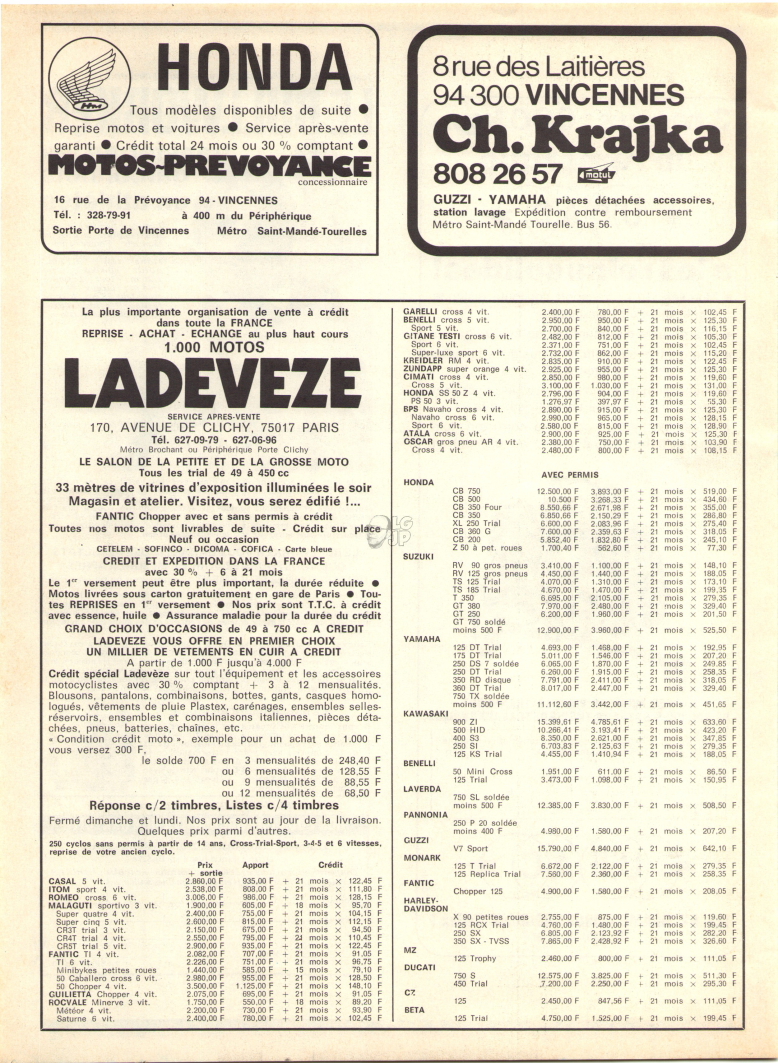 HONDA
Tous modèles disponibles de suite ●
Reprise motos et voitures ● Service après-vente
garanti ● Crédit total 24 mois ou 30 % comptant ●
MOTOS-PREVOYANCE
concessionnaire
16 rue de la Prévoyance 94 - VINCENNES
Tél. : 328-79-91 à 400 m du Périphérique
Sortie Porte de Vincennes Métro Saint-Mandé-Tourelles
8 rue des Laitières
94 300 VINCENNES
Ch. Krajka
808 26 57 motul
GUZZI - YAMAHA pièces détachées accessoires,
station lavage Expédition contre remboursement
Métro Saint-Mandé Tourelle. Bus 56.
La plus importante organisation de vente à crédit
dans toute la FRANCE
REPRISE - ACHAT - ECHANGE au plus haut cours
1.000 MOTOS
LADEVEZE
SERVICE APRES-VENTE
170, AVENUE DE CLICHY, 75017 PARIS
Tél. 627-09-79 - 627-06-96
Métro Brochant ou Périphérique Porte Clichy
LE SALON DE LA PETITE ET DE LA GROSSE MOTO
Tous les trial de 49 à 450 cc
33 mètres de vitrines d'exposition illuminées le soir
Magasin et atelier. Visitez, vous serez édifié !...
FANTIC Chopper avec et sans permis à crédit
Toutes nos motos sont livrables de suite - Crédit sur place
Neuf ou occasion
CETELEM - SOFINCO - DICOMA - COFICA - Carte bleue
CREDIT ET EXPEDITION DANS LA FRANCE
avec 30 % + 6 à 21 mois
Le 1er versement peut être plus important, la durée réduite ●
Motos livrées sous carton gratuitement en gare de Paris ● Tou-
tes REPRISES en 1er versement ● Nos prix sont T.T.C. à crédit
avec essence, huile ● Assurance maladie pour la durée du crédit
GRAND CHOIX D'OCCASIONS de 49 à 750 cc A CREDIT
LADEVEZE VOUS OFFRE EN PREMIER CHOIX
UN MILLIER DE VETEMENTS EN CUIR A CREDIT
A partir de 1.000 F jusqu'à 4.000 F
Crédit spécial Ladevèze sur tout l'équipement et les accessoires
motocyclistes avec 30 % comptant + 3 à 12 mensualités.
Blousons, pantalons, combinaisons, bottes, gants, casques homo-
logués, vêtements de pluie Plastex, carénages, ensembles selles-
réservoirs, ensembles et combinaisons italiennes, pièces déta-
chées, pneus, batteries, chaînes, etc.
« Condition crédit moto », exemple pour un achat de 1.000 F
vous versez 300 F,
le solde 700 F en 3 mensualités de 248,40 F
ou 6 mensualités de 128,55 F
ou 9 mensualités de 88,55 F
ou 12 mensualités de 68,50 F
Réponse c/2 timbres, Listes c/4 timbres
Fermé dimanche et lundi. Nos prix sont au jour de la livraison.
Quelques prix parmi d'autres.
250 cyclos sans permis à partir de 14 ans, Cross-Trial-Sport, 3-4-5 et 6 vitesses,
reprise de votre ancien cyclo.
Prix Apport Crédit
+ sortie
CASAL 5 vit. 2.860,00 F 935,00 F + 21 mois × 122,45 F
ITOM sport 4 vit. 2.538,00 F 808,00 F + 21 mois × 111,80 F
ROMEO cross 6 vit. 3.006,00 F 986,00 F + 21 mois × 128,15 F
MALAGUTI sportivo 3 vit. 1.900,00 F 605,00 F + 18 mois × 95,70 F
Super quatre 4 vit. 2.400,00 F 755,00 F + 21 mois × 104,15 F
Super cinq 5 vit. 2.600,00 F 815,00 F + 21 mois × 112,15 F
CR3T trial 3 vit. 2.150,00 F 675,00 F + 21 mois × 94,50 F
CR4T trial 4 vit. 2.550,00 F 795,00 F + 21 mois × 110,45 F
CR5T trial 5 vit. 2.900,00 F 935,00 F + 21 mois × 122,45 F
FANTIC TI 4 vit. 2.082,00 F 707,00 F + 21 mois × 91,05 F
TI 6 vit. 2.226,00 F 751,00 F + 21 mois × 96,75 F
Minibykes petites roues 1.440,00 F 585,00 F + 15 mois × 79,10 F
50 Caballero cross 6 vit. 2.980,00 F 955,00 F + 21 mois × 128,50 F
50 Chopper 4 vit. 3.500,00 F 1.125,00 F + 21 mois × 148,10 F
GUILIETTA Chopper 4 vit. 2.075,00 F 695,00 F + 21 mois × 91,05 F
ROCVALE Minerve 3 vit. 1.750,00 F 550,00 F + 18 mois × 89,20 F
Météor 4 vit. 2.200,00 F 730,00 F + 21 mois × 93,90 F
Saturne 6 vit. 2.400,00 F 780,00 F + 21 mois × 102,45 F
GARELLI cross 4 vit. 2.400,00 F 780,00 F + 21 mois × 102,45 F
BENELLI cross 5 vit. 2.950,00 F 950,00 F + 21 mois × 125,30 F
Sport 5 vit. 2.700,00 F 840,00 F + 21 mois × 116,15 F
GITANE TESTI cross 6 vit. 2.482,00 F 812,00 F + 21 mois × 105,30 F
Sport 6 vit. 2.371,00 F 751,00 F + 21 mois × 102,45 F
Super-luxe sport 6 vit. 2.732,00 F 862,00 F + 21 mois × 115,20 F
KREIDLER RM 4 vit. 2.835,00 F 910,00 F + 21 mois × 122,45 F
ZUNDAPP super orange 4 vit. 2.925,00 F 955,00 F + 21 mois × 125,30 F
CIMATI cross 4 vit. 2.850,00 F 980,00 F + 21 mois × 119,60 F
Cross 5 vit. 3.100,00 F 1.030,00 F + 21 mois × 131,00 F
HONDA SS 50 Z 4 vit. 2.796,00 F 904,00 F + 21 mois × 119,60 F
PS 50 3 vit. 1.276,97 F 397,97 F + 21 mois × 55,30 F
BPS Navaho cross 4 vit. 2.890,00 F 915,00 F + 21 mois × 125,30 F
Navaho cross 6 vit. 2.990,00 F 965,00 F + 21 mois × 128,15 F
Sport 6 vit. 2.580,00 F 815,00 F + 21 mois × 128,90 F
ATALA cross 6 vit. 2.900,00 F 925,00 F + 21 mois × 125,30 F
OSCAR gros pneu AR 4 vit. 2.380,00 F 750,00 F + 21 mois × 103,90 F
Cross 4 vit. 2.480,00 F 800,00 F + 21 mois × 108,15 F
AVEC PERMIS
HONDA
CB 750 12.500,00 F 3.893,00 F + 21 mois × 519,00 F
CB 500 10.500 F 3.268,33 F + 21 mois × 434,60 F
CB 350 Four 8.550,66 F 2.671,98 F + 21 mois × 355,00 F
CB 350 6.850,66 F 2.150,29 F + 21 mois × 286,80 F
XL 250 Trial 6.600,00 F 2.083,96 F + 21 mois × 275,40 F
CB 360 G 7.600,00 F 2.359,63 F + 21 mois × 318,05 F
CB 200 5.852,40 F 1.832,80 F + 21 mois × 245,10 F
Z 50 à pet. roues 1.700,40 F 562,60 F + 21 mois × 77,30 F
SUZUKI
RV 90 gros pneus 3.410,00 F 1.100,00 F + 21 mois × 148,10 F
RV 125 gros pneus 4.450,00 F 1.440,00 F + 21 mois × 188,05 F
TS 125 Trial 4.070,00 F 1.310,00 F + 21 mois × 173,10 F
TS 185 Trial 4.670,00 F 1.470,00 F + 21 mois × 199,35 F
T 350 6.695,00 F 2.105,00 F + 21 mois × 279,35 F
GT 380 7.970,00 F 2.480,00 F + 21 mois × 329,40 F
GT 250 6.200,00 F 1.960,00 F + 21 mois × 201,50 F
GT 750 soldé
moins 500 F 12.900,00 F 3.960,00 F + 21 mois × 525,50 F
YAMAHA
125 DT Trial 4.693,00 F 1.468,00 F + 21 mois × 192,95 F
175 DT Trial 5.011,00 F 1.546,00 F + 21 mois × 207,20 F
250 DS 7 soldée 6.065,00 F 1.870,00 F + 21 mois × 249,85 F
250 DT Trial 6.260,00 F 1.915,00 F + 21 mois × 258,35 F
350 RD disque 7.791,00 F 2.411,00 F + 21 mois × 318,05 F
360 DT Trial 8.017,00 F 2.447,00 F + 21 mois × 329,40 F
750 TX soldée
moins 500 F 11.112,60 F 3.442,00 F + 21 mois × 451,65 F
KAWASAKI
900 ZI 15.399,61 F 4.785,61 F + 21 mois × 633,60 F
500 HID 10.266,41 F 3.193,41 F + 21 mois × 423,20 F
400 S3 8.350,00 F 2.621,00 F + 21 mois × 347,85 F
250 SI 6.703,83 F 2.125,63 F + 21 mois × 279,35 F
125 KS Trial 4.455,00 F 1.410,94 F + 21 mois × 188,05 F
BENELLI
50 Mini Cross 1.951,00 F 611,00 F + 21 mois × 86,50 F
125 Trial 3.473,00 F 1.098,00 F + 21 mois × 150,95 F
LAVERDA
750 SL soldée
moins 500 F 12.385,00 F 3.830,00 F + 21 mois × 508,50 F
PANNONIA
250 P 20 soldée
moins 400 F 4.980,00 F 1.580,00 F + 21 mois × 207,20 F
GUZZI
V7 Sport 15.790,00 F 4.840,00 F + 21 mois × 642,10 F
MONARK
125 T Trial 6.672,00 F 2.122,00 F + 21 mois × 279,35 F
125 Replica Trial 7.560,00 F 2.360,00 F + 21 mois × 258,35 F
FANTIC
Chopper 125 4.900,00 F 1.580,00 F + 21 mois × 208,05 F
HARLEY-
DAVIDSON
X 90 petites roues 2.755,00 F 875,00 F + 21 mois × 119,60 F
125 RCX Trial 4.760,00 F 1.480,00 F + 21 mois × 199,45 F
250 SX 6.805,00 F 2.123,92 F + 21 mois × 282,20 F
350 SX - TVSS 7.865,00 F 2.428,92 F + 21 mois × 326,60 F
MZ
125 Trophy 2.460,00 F 800,00 F + 21 mois × 111,05 F
DUCATI
750 S 12.575,00 F 3.825,00 F + 21 mois × 511,30 F
450 Trial 7.200,00 F 2.250,00 F + 21 mois × 295,30 F
CZ
125 2.450,00 F 847,56 F + 21 mois × 111,05 F
BETA
125 Trial 4.750,00 F 1.525,00 F + 21 mois × 199,45 F